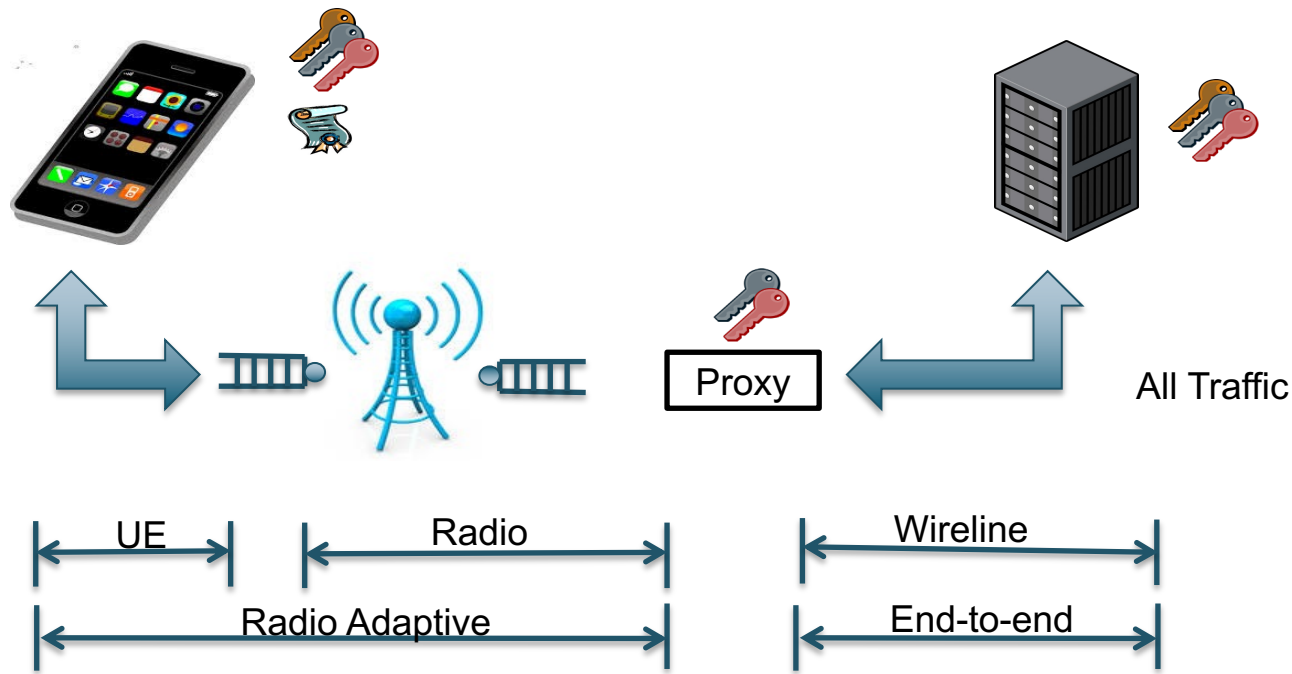 Proxy
All Traffic
UE
Radio
Wireline
Radio Adaptive
End-to-end